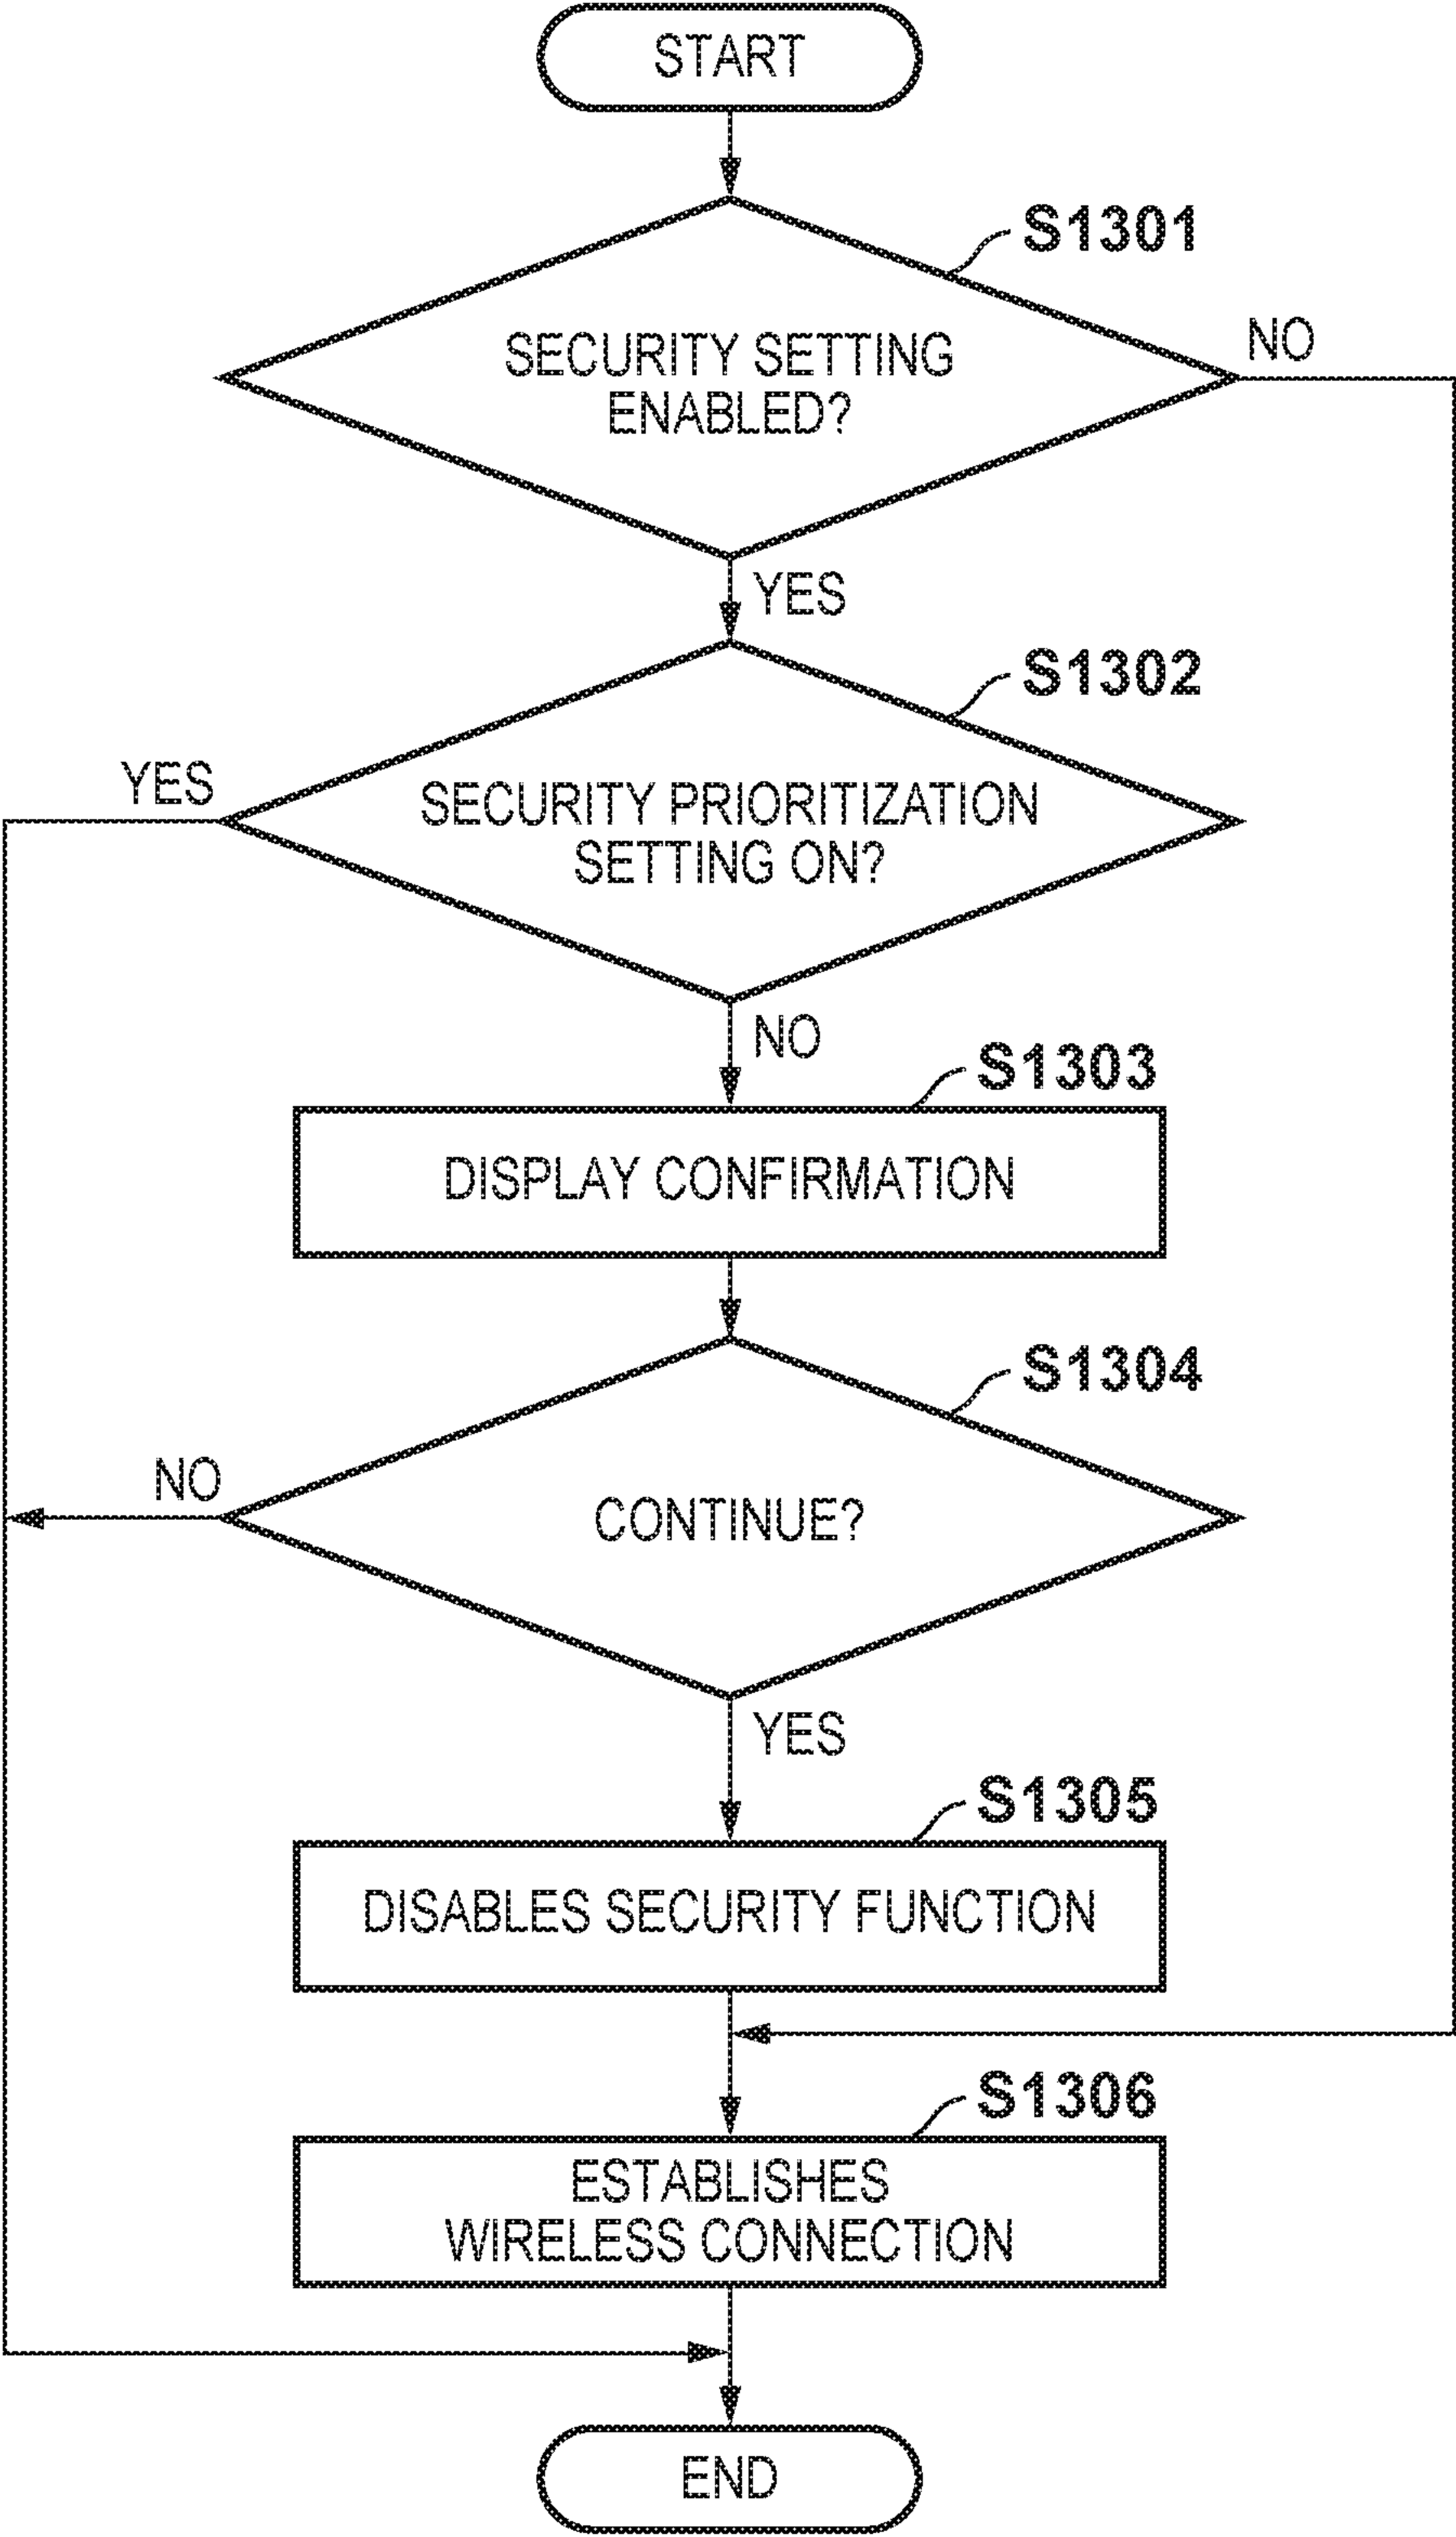 START
S1301
SECURITY SETTING
ENABLED?
NO
YES
S1302
YES
SECURITY PRIORITIZATION
SETTING ON?
NO
S1303
DISPLAY CONFIRMATION
S1304
NO
CONTINUE?
YES
S1305
DISABLES SECURITY FUNCTION
S1306
ESTABLISHES
WIRELESS CONNECTION
END